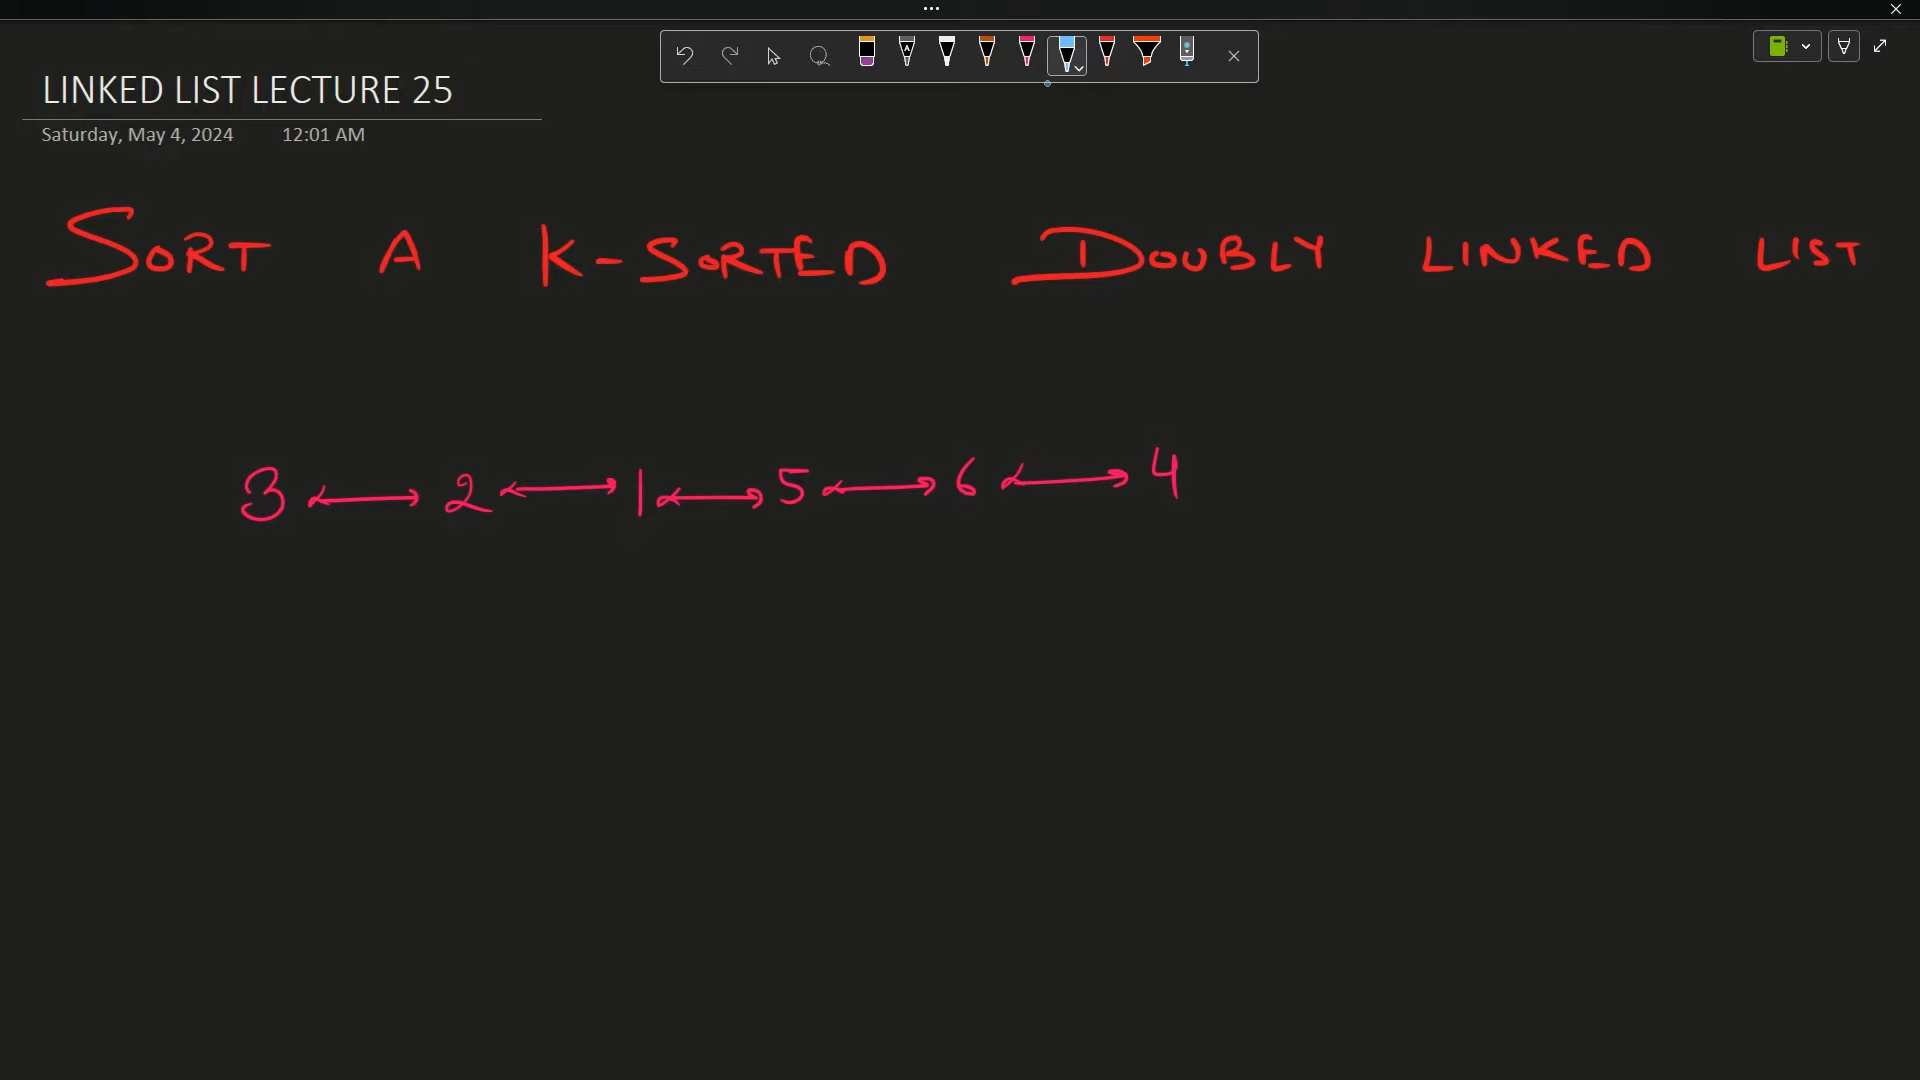 LINKED LIST LECTURE 25
Saturday, May 4, 2024 12:01 AM
SORT A K-SORTED DOUBLY LINKED LIST
3 ↔ 2 ↔ 1 ↔ 5 ↔ 6 ↔ 4